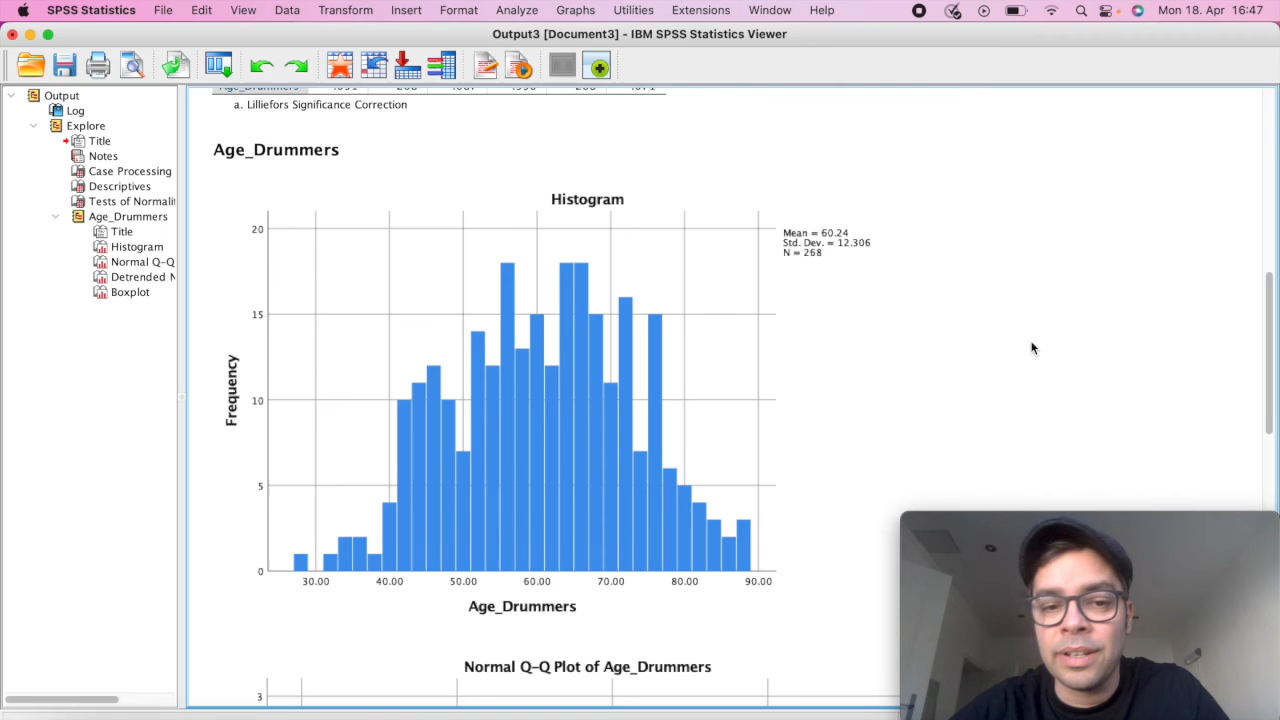 SPSS Statistics File Edit View Data Transform Insert Format Analyze Graphs Utilities Extensions Window Help Mon 18. Apr 16:47
Output3 [Document3] - IBM SPSS Statistics Viewer
Output
Log
Explore
Title
Notes
Case Processing
Descriptives
Tests of Normali
Age_Drummers
Title
Histogram
Normal Q-Q
Detrended N
Boxplot
a. Lilliefors Significance Correction
Age_Drummers
Histogram
Mean = 60.24
Std. Dev. = 12.306
N = 268
20
15
10
5
0
Frequency
30.00 40.00 50.00 60.00 70.00 80.00 90.00
Age_Drummers
Normal Q-Q Plot of Age_Drummers
3